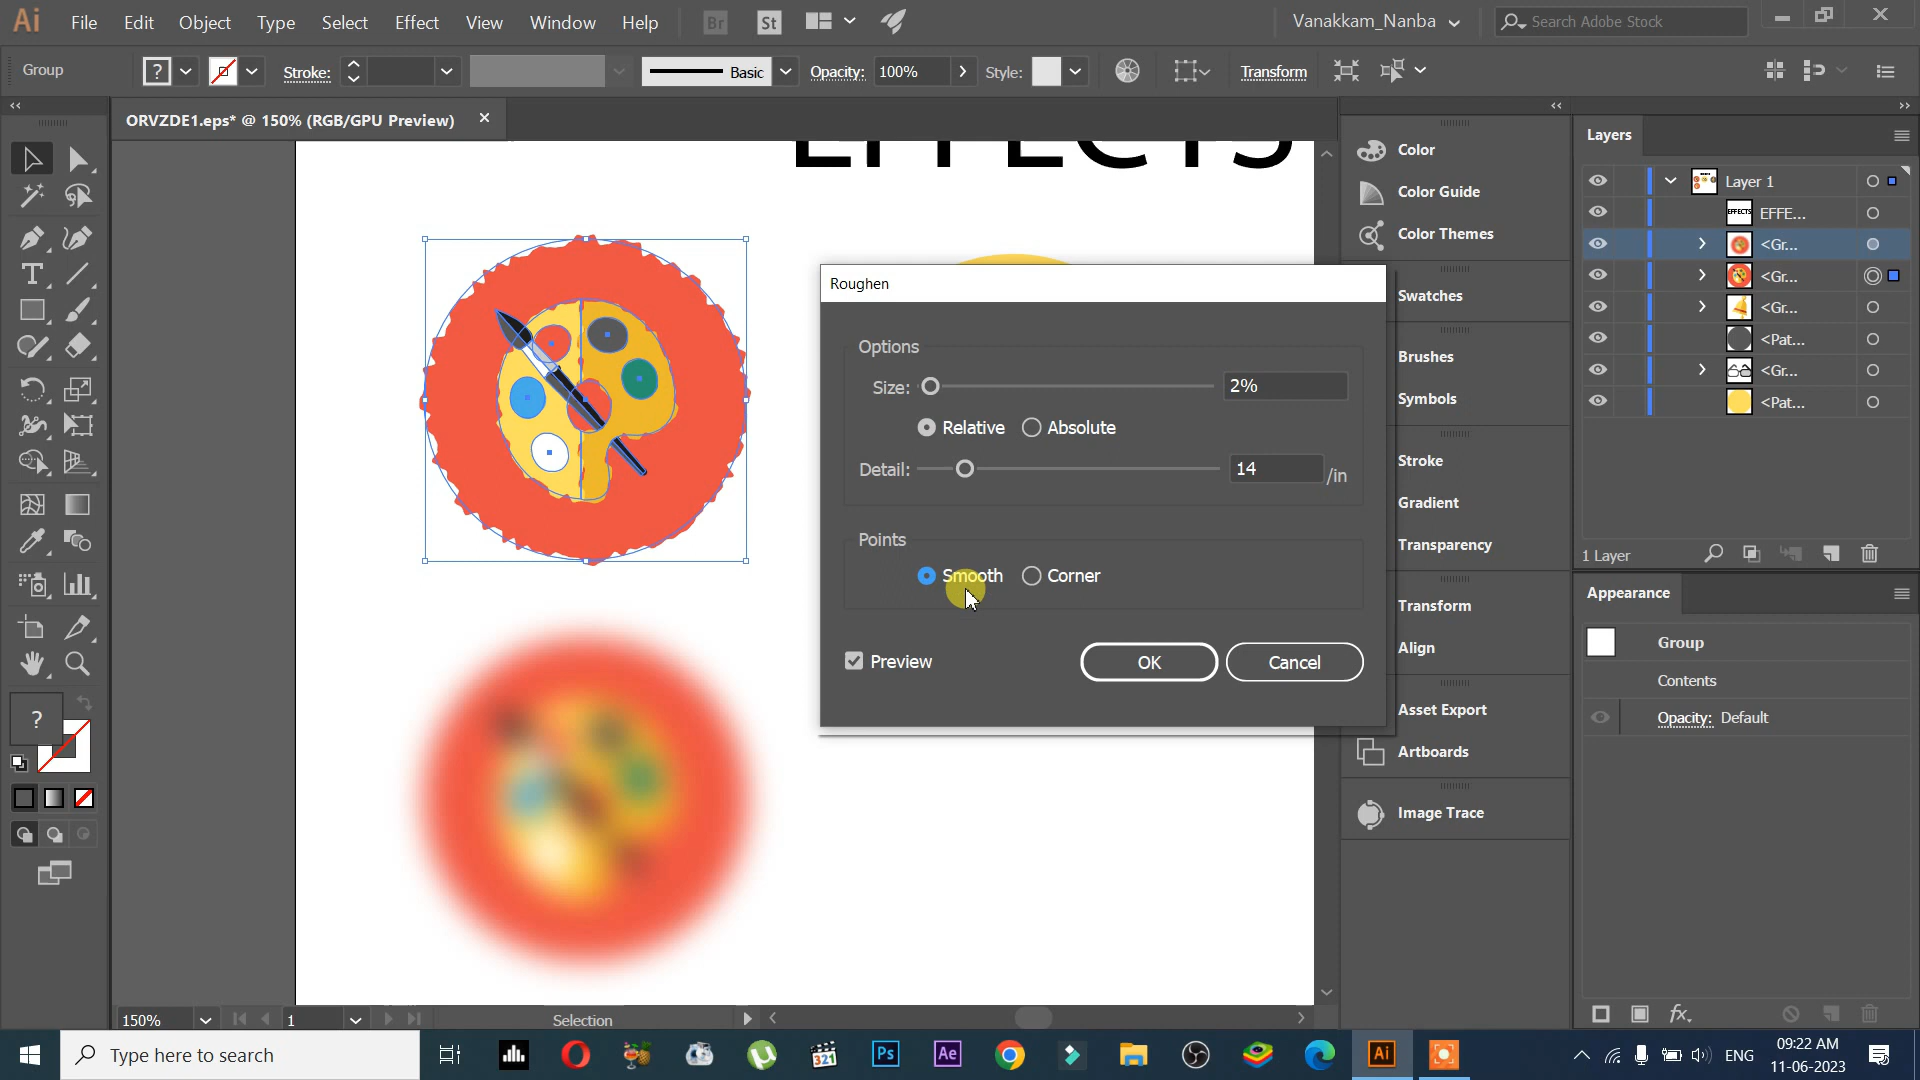 Ai File Edit Object Type Select Effect View Window Help Br St Vanakkam_Nanba Search Adobe Stock
Group ? Stroke: Basic Opacity: 100% Style: Transform
ORVZDE1.eps* @ 150% (RGB/GPU Preview)
EFFECTS
Roughen
Options
Size: 2%
Relative Absolute
Detail: 14 /in
Points
Smooth Corner
Preview OK Cancel
Color
Color Guide
Color Themes
Swatches
Brushes
Symbols
Stroke
Gradient
Transparency
Transform
Align
Asset Export
Artboards
Image Trace
Layers
Layer 1
EFFECTS EFFE...
<Gr...
<Gr...
<Gr...
<Pat...
<Gr...
<Pat...
1 Layer
Appearance
Group
Contents
Opacity: Default
fx
?
150% 1 Selection
Type here to search
321 Ps Ae Ai
ENG
09:22 AM
11-06-2023